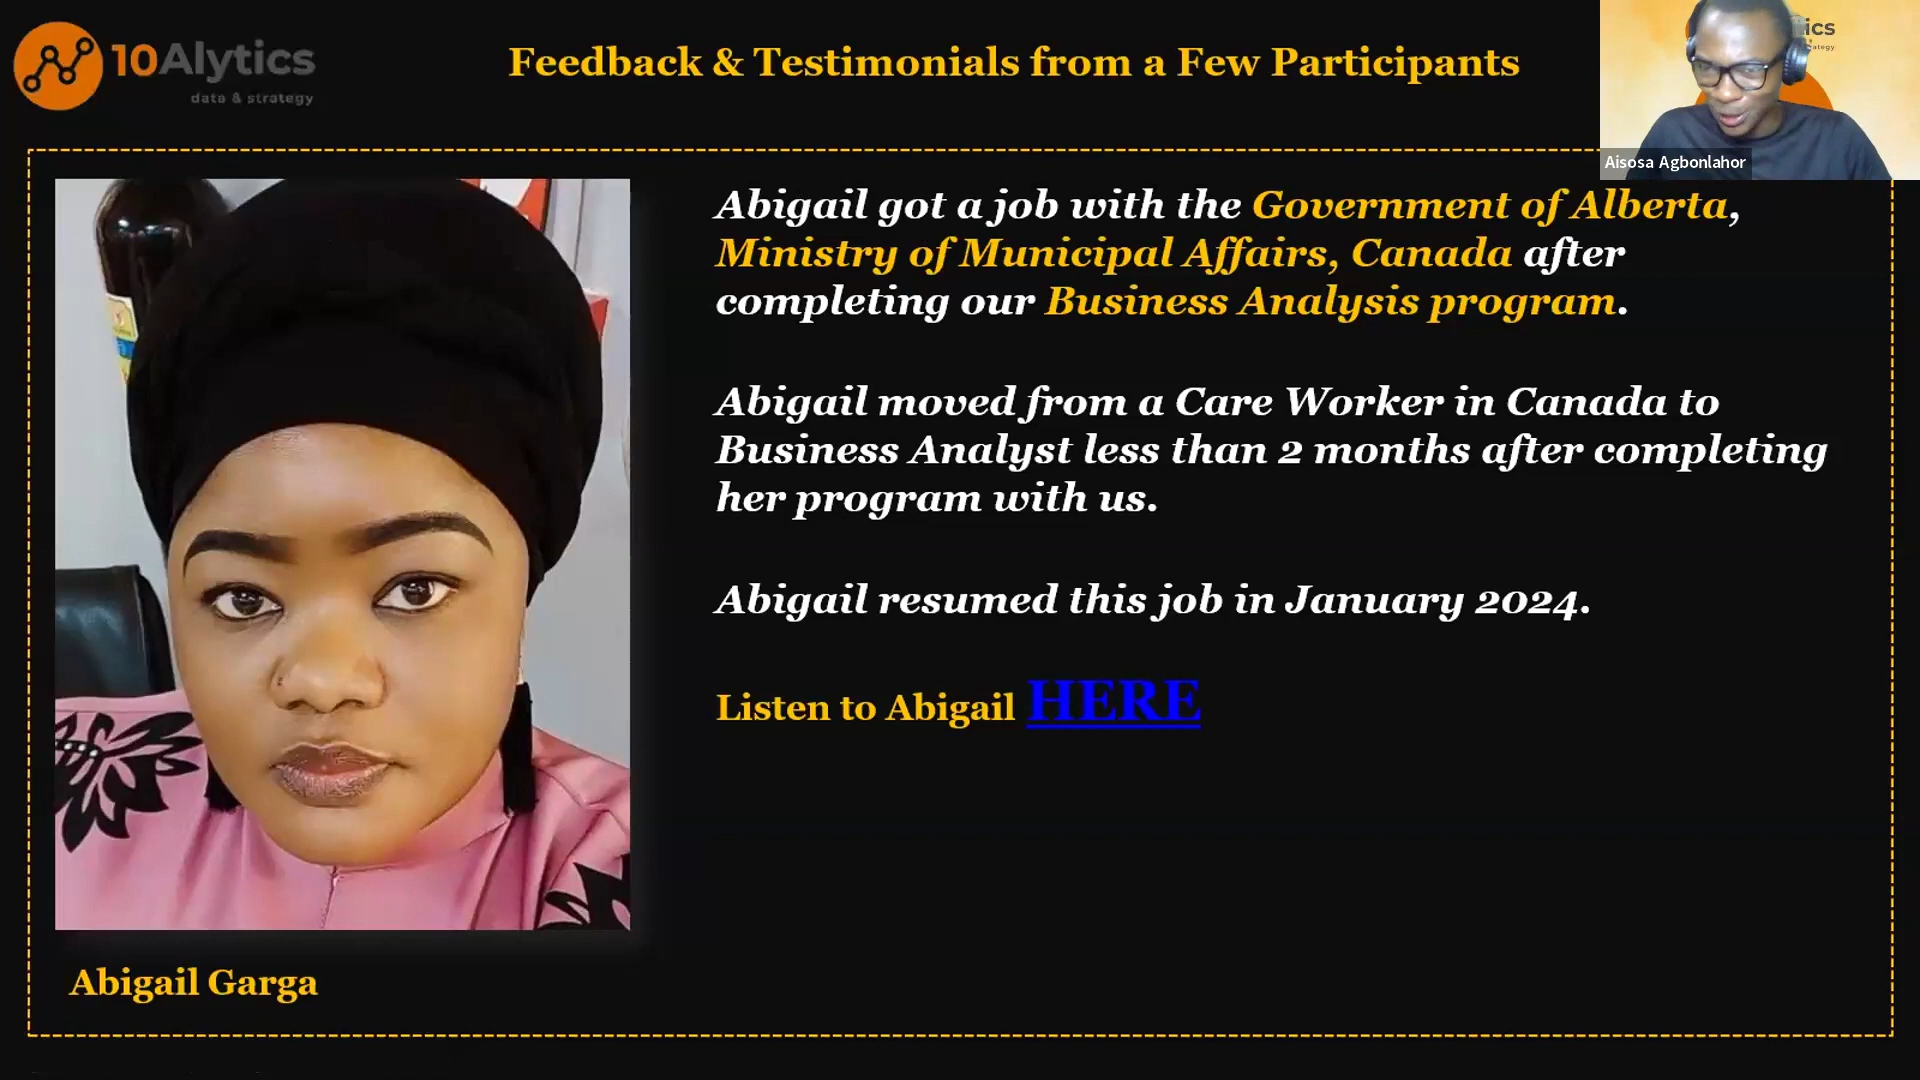 10Alytics
data & strategy
Feedback & Testimonials from a Few Participants
ics
Aisosa Agbonlahor
Abigail got a job with the Government of Alberta,
Ministry of Municipal Affairs, Canada after
completing our Business Analysis program.
Abigail moved from a Care Worker in Canada to
Business Analyst less than 2 months after completing
her program with us.
Abigail resumed this job in January 2024.
Listen to Abigail HERE
Abigail Garga